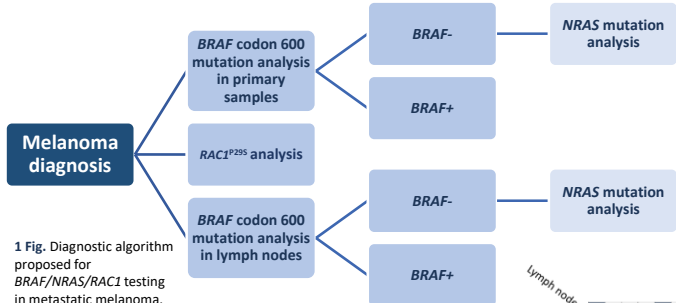 BRAF codon 600
mutation analysis
in primary
samples
BRAF-
NRAS mutation
analysis
BRAF+
Melanoma
diagnosis
RAC1P29S analysis
BRAF codon 600
mutation analysis
in lymph nodes
BRAF-
NRAS mutation
analysis
BRAF+
1 Fig. Diagnostic algorithm
proposed for
BRAF/NRAS/RAC1 testing
in metastatic melanoma.
Lymph node